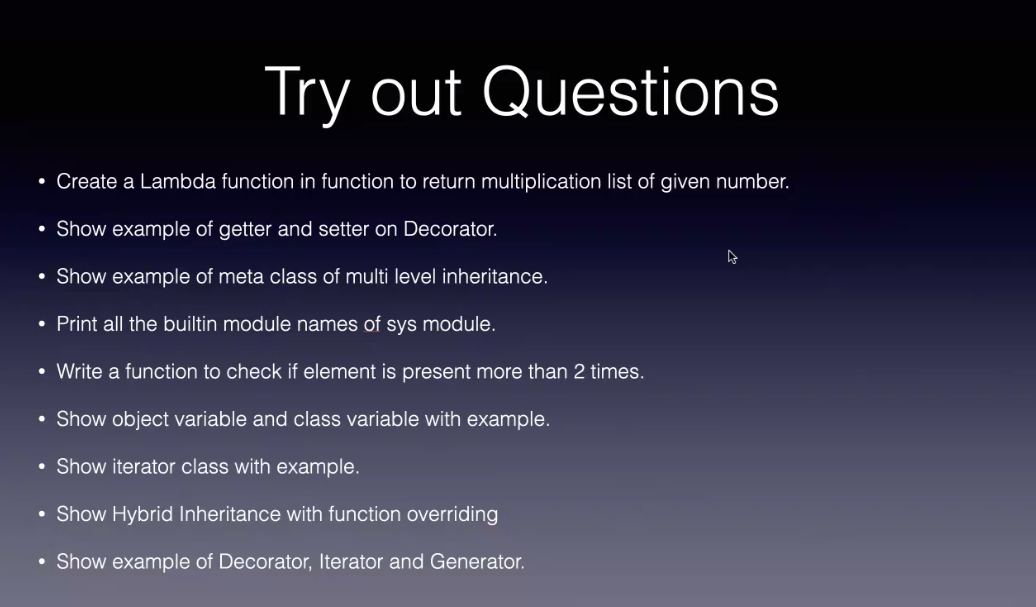 Try out Questions
• Create a Lambda function in function to return multiplication list of given number.
• Show example of getter and setter on Decorator.
• Show example of meta class of multi level inheritance.
• Print all the builtin module names of sys module.
• Write a function to check if element is present more than 2 times.
• Show object variable and class variable with example.
• Show iterator class with example.
• Show Hybrid Inheritance with function overriding
• Show example of Decorator, Iterator and Generator.